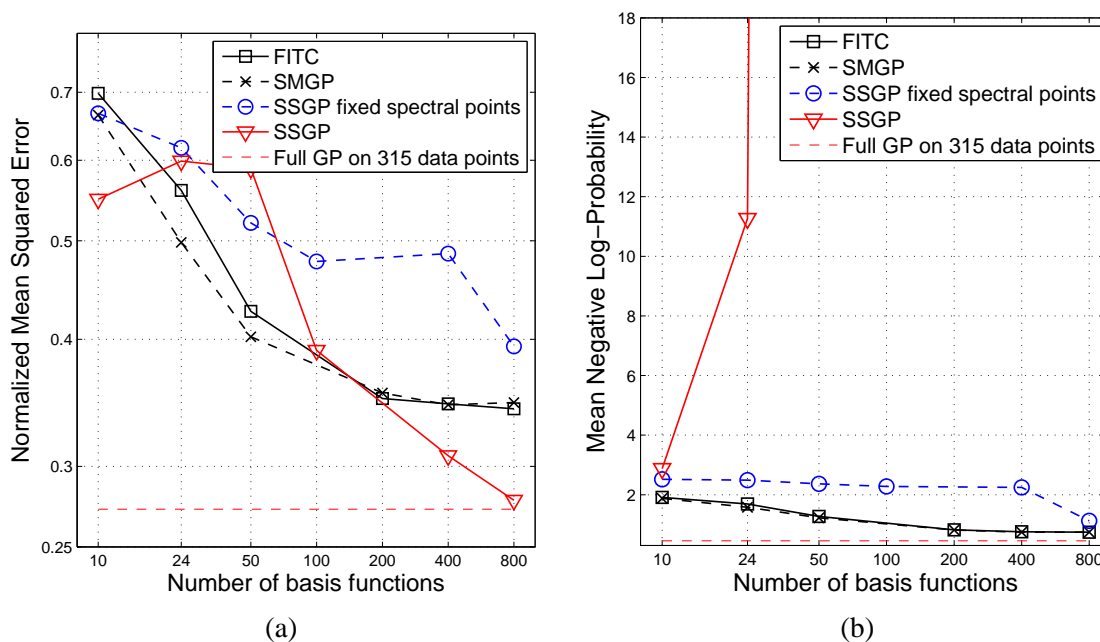 FITC
SMGP
SSGP fixed spectral points
SSGP
Full GP on 315 data points
Normalized Mean Squared Error
0.7
0.6
0.5
0.4
0.3
0.25
10 24 50 100 200 400 800
Number of basis functions
(a)
FITC
SMGP
SSGP fixed spectral points
SSGP
Full GP on 315 data points
Mean Negative Log−Probability
18
16
14
12
10
8
6
4
2
10 24 50 100 200 400 800
Number of basis functions
(b)